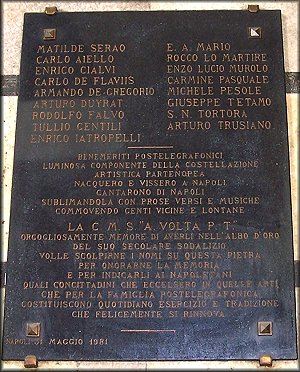 MATILDE SERAO
CARLO AIELLO
ENRICO CIALVI
CARLO DE FLAVIIS
ARMANDO DE GREGORIO
ARTURO DUYRAT
RODOLFO FALVO
TULLIO GENTILI
ENRICO IATROPELLI
E. A. MARIO
ROCCO LO MARTIRE
ENZO LUCIO MUROLO
CARMINE PASQUALE
MICHELE PESOLE
GIUSEPPE TETAMO
S. N. TORTORA
ARTURO TRUSIANO
BENEMERITI POSTELEGRAFONICI
LUMINOSA COMPONENTE DELLA COSTELLAZIONE
ARTISTICA PARTENOPEA
NACQUERO E VISSERO A NAPOLI
CANTARONO DI NAPOLI
SUBLIMANDOLA CON PROSE VERSI E MUSICHE
COMMOVENDO GENTI VICINE E LONTANE
LA C.M.S. "A. VOLTA P.T."
ORGOGLIOSAMENTE MEMORE DI AVERLI NELL'ALBO D'ORO
DEL SUO SECOLARE SODALIZIO
VOLLE SCOLPIRNE I NOMI SU QUESTA PIETRA
PER ONORARNE LA MEMORIA
E PER INDICARLI AI NAPOLETANI
QUALI CONCITTADINI CHE ECCELSERO IN QUELLE ARTI
CHE PER LA FAMIGLIA POSTELEGRAFONICA
COSTITUISCONO QUOTIDIANO ESERCIZIO E TRADIZIONE
CHE FELICEMENTE SI RINNOVA
NAPOLI 31 MAGGIO 1981